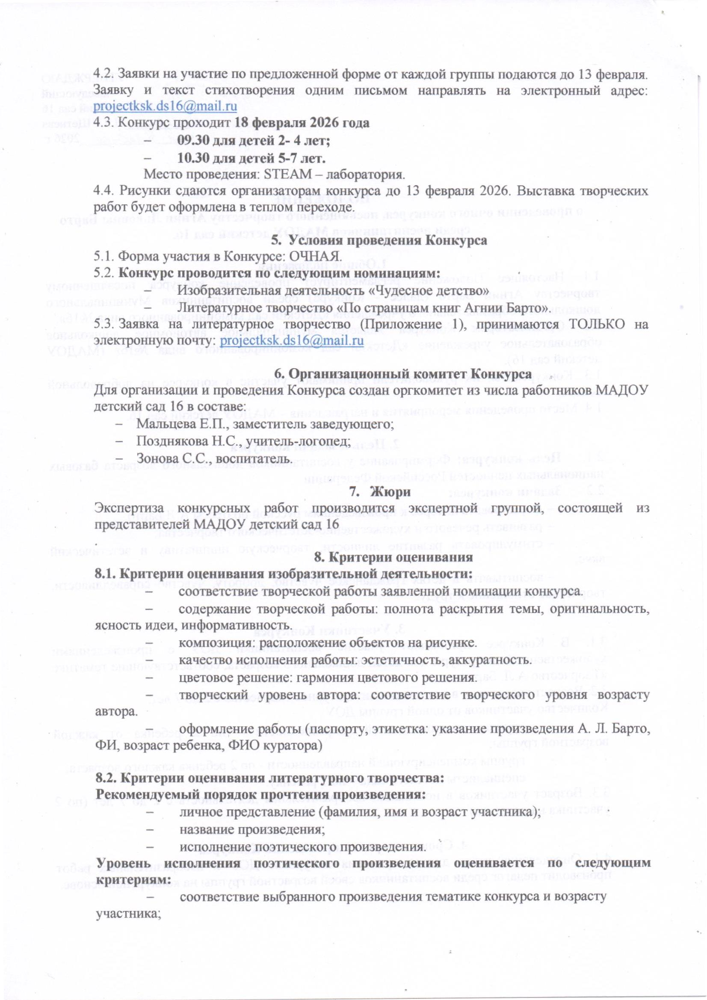 4.2. Заявки на участие по предложенной форме от каждой группы подаются до 13 февраля.
Заявку и текст стихотворения одним письмом направлять на электронный адрес:
projectksk.ds16@mail.ru
4.3. Конкурс проходит 18 февраля 2026 года
– 09.30 для детей 2- 4 лет;
– 10.30 для детей 5-7 лет.
Место проведения: STEAM – лаборатория.
4.4. Рисунки сдаются организаторам конкурса до 13 февраля 2026. Выставка творческих
работ будет оформлена в теплом переходе.
5. Условия проведения Конкурса
5.1. Форма участия в Конкурсе: ОЧНАЯ.
5.2. Конкурс проводится по следующим номинациям:
– Изобразительная деятельность «Чудесное детство»
– Литературное творчество «По страницам книг Агнии Барто».
5.3. Заявка на литературное творчество (Приложение 1), принимаются ТОЛЬКО на
электронную почту: projectksk.ds16@mail.ru
6. Организационный комитет Конкурса
Для организации и проведения Конкурса создан оргкомитет из числа работников МАДОУ
детский сад 16 в составе:
– Мальцева Е.П., заместитель заведующего;
– Позднякова Н.С., учитель-логопед;
– Зонова С.С., воспитатель.
7. Жюри
Экспертиза конкурсных работ производится экспертной группой, состоящей из
представителей МАДОУ детский сад 16
.
8. Критерии оценивания
8.1. Критерии оценивания изобразительной деятельности:
– соответствие творческой работы заявленной номинации конкурса.
– содержание творческой работы: полнота раскрытия темы, оригинальность,
ясность идеи, информативность.
– композиция: расположение объектов на рисунке.
– качество исполнения работы: эстетичность, аккуратность.
– цветовое решение: гармония цветового решения.
– творческий уровень автора: соответствие творческого уровня возрасту
автора.
– оформление работы (паспорту, этикетка: указание произведения А. Л. Барто,
ФИ, возраст ребенка, ФИО куратора)
8.2. Критерии оценивания литературного творчества:
Рекомендуемый порядок прочтения произведения:
– личное представление (фамилия, имя и возраст участника);
– название произведения;
– исполнение поэтического произведения.
Уровень исполнения поэтического произведения оценивается по следующим
критериям:
– соответствие выбранного произведения тематике конкурса и возрасту
участника;